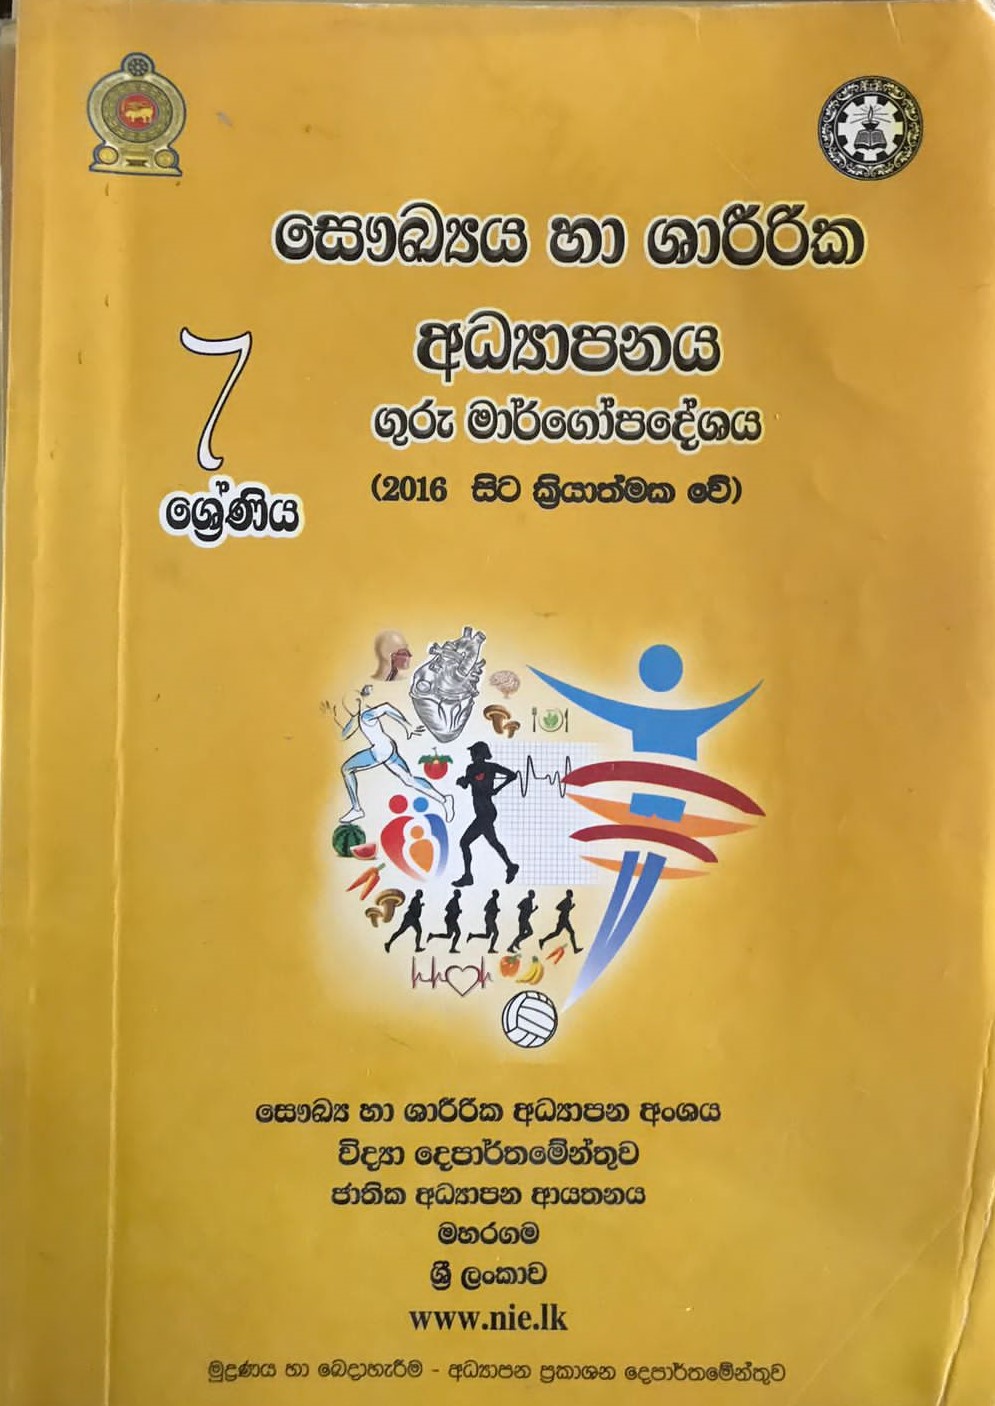 සෞඛ්‍යය හා ශාරීරික
අධ්‍යාපනය
ගුරු මාර්ගෝපදේශය
(2016 සිට ක්‍රියාත්මක වේ)
7
ශ්‍රේණිය
සෞඛ්‍ය හා ශාරීරික අධ්‍යාපන අංශය
විද්‍යා දෙපාර්තමේන්තුව
ජාතික අධ්‍යාපන ආයතනය
මහරගම
ශ්‍රී ලංකාව
www.nie.lk
මුද්‍රණය හා බෙදාහැරීම - අධ්‍යාපන ප්‍රකාශන දෙපාර්තමේන්තුව